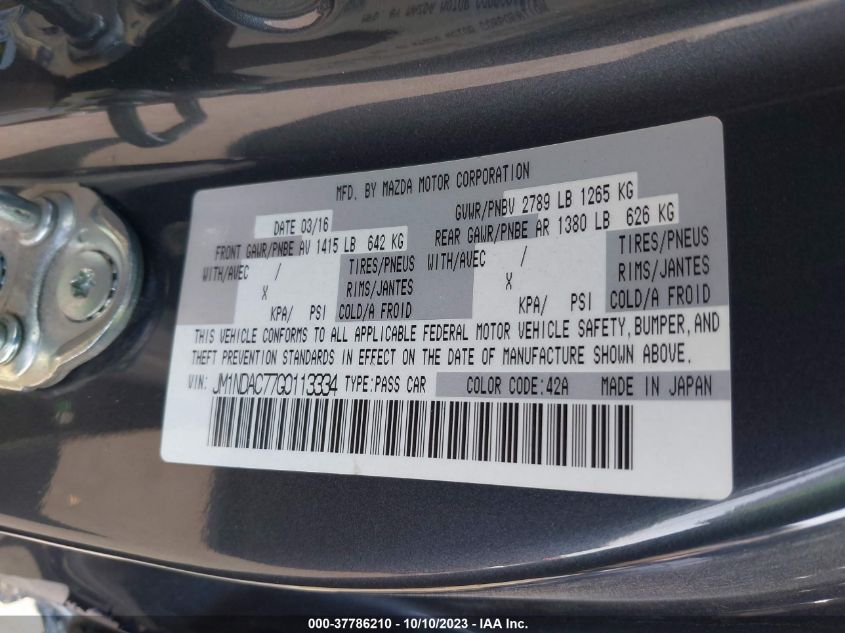 MFD. BY MAZDA MOTOR CORPORATION
DATE 03/16 GVWR/PNBV 2789 LB 1265 KG
FRONT GAWR/PNBE AV 1415 LB 642 KG REAR GAWR/PNBE AR 1380 LB 626 KG
WITH/AVEC / TIRES/PNEUS WITH/AVEC / TIRES/PNEUS
X RIMS/JANTES X RIMS/JANTES
KPA/ PSI COLD/A FROID KPA/ PSI COLD/A FROID
THIS VEHICLE CONFORMS TO ALL APPLICABLE FEDERAL MOTOR VEHICLE SAFETY, BUMPER, AND
THEFT PREVENTION STANDARDS IN EFFECT ON THE DATE OF MANUFACTURE SHOWN ABOVE.
VIN: JM1NDAC77G0113334 TYPE: PASS CAR COLOR CODE: 42A MADE IN JAPAN
000-37786210 - 10/10/2023 - IAA Inc.